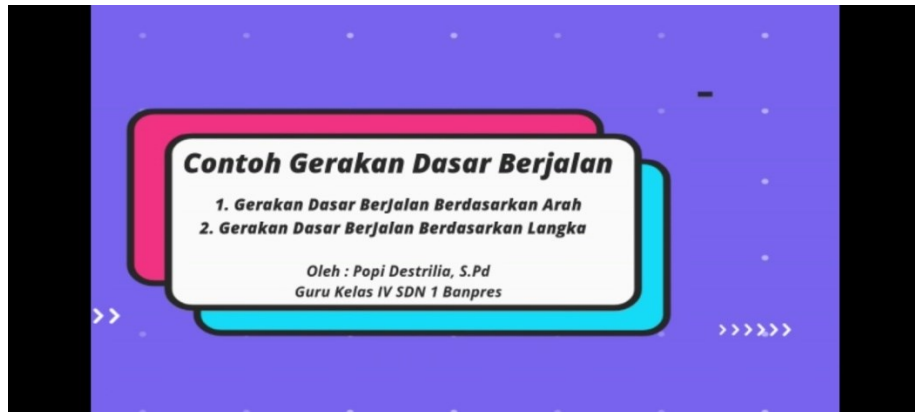 Contoh Gerakan Dasar Berjalan
1. Gerakan Dasar BerJalan Berdasarkan Arah
2. Gerakan Dasar BerJalan Berdasarkan Langka
Oleh : Popi Destrilia, S.Pd
Guru Kelas IV SDN 1 Banpres